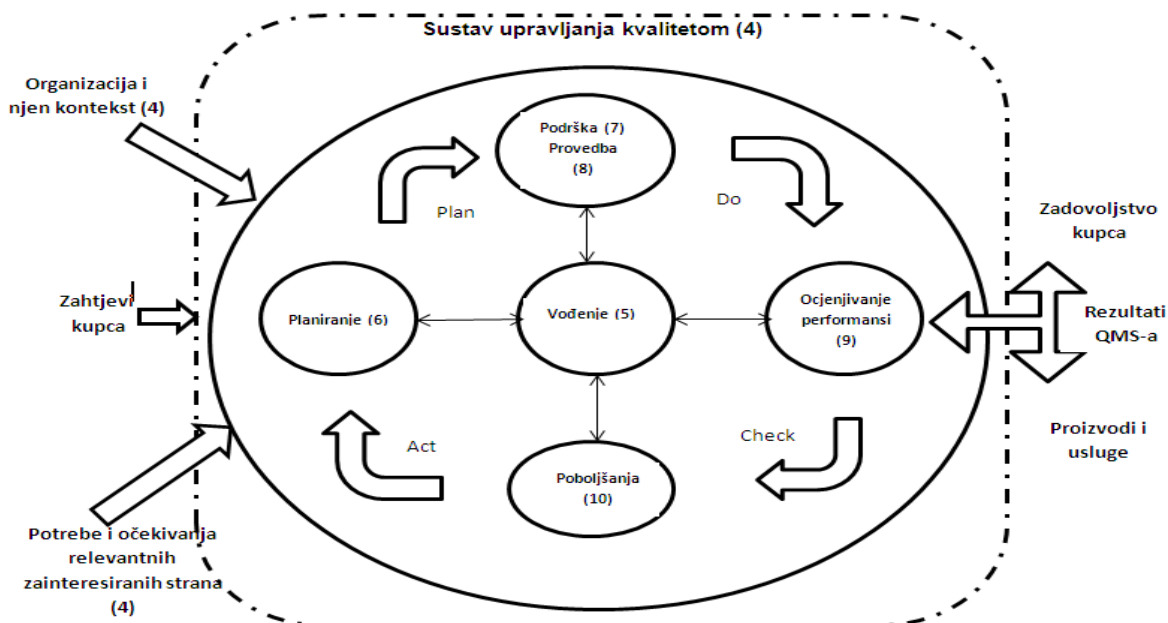 Sustav upravljanja kvalitetom (4)
Organizacija i
njen kontekst (4)
Podrška (7)
Provedba
(8)
Plan
Do
Zadovoljstvo
kupca
Zahtjevi
kupca
Planiranje (6)
Vođenje (5)
Ocjenjivanje
performansi
(9)
Rezultati
QMS-a
Act
Check
Proizvodi i
usluge
Poboljšanja
(10)
Potrebe i očekivanja
relevantnih
zainteresiranih strana
(4)